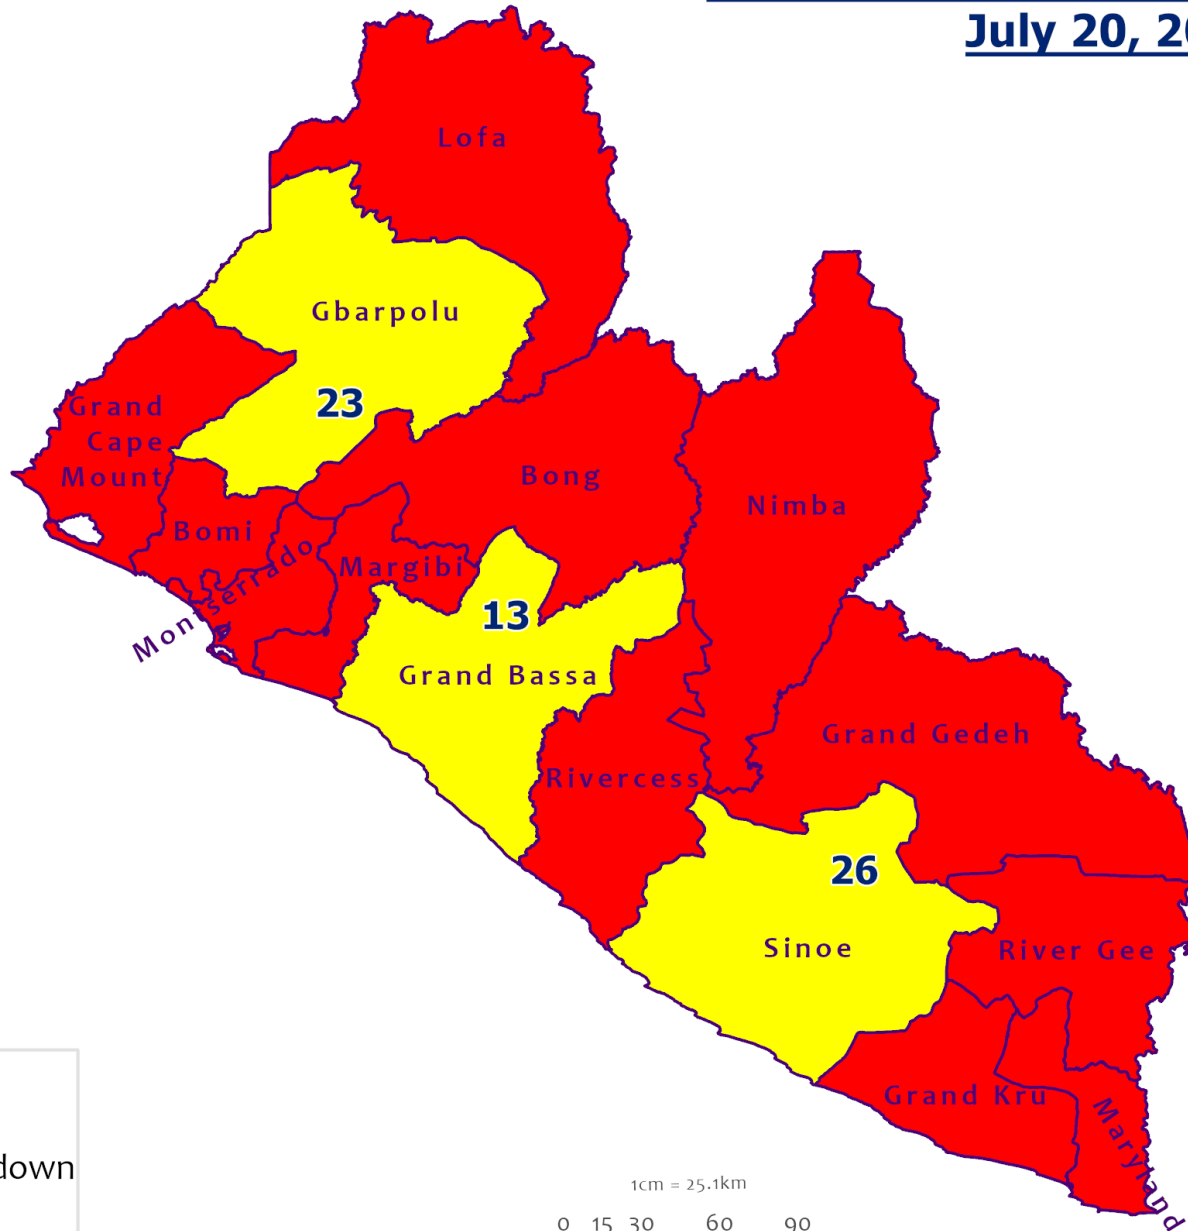 July 20, 20
Lofa
Gbarpolu
23
Grand
Cape
Mount
Bong
Nimba
Bomi
Montserrado
Margibi
13
Grand Bassa
Grand Gedeh
Rivercess
26
Sinoe
River Gee
Grand Kru
Maryland
down
1cm = 25.1km
0 15 30 60 90